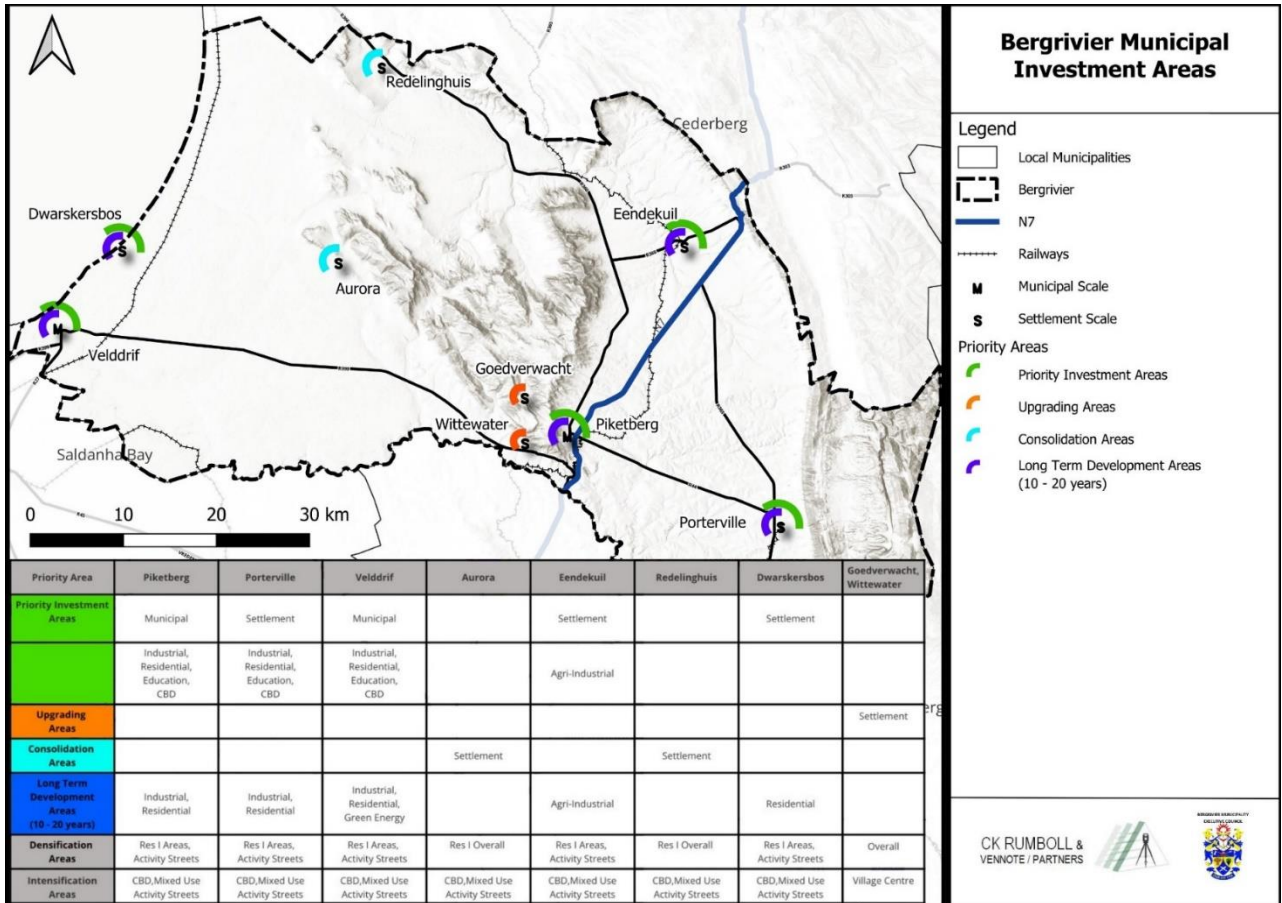 Bergrivier Municipal
Investment Areas
Legend
Local Municipalities
Bergrivier
N7
Railways
M Municipal Scale
S Settlement Scale
Priority Areas
Priority Investment Areas
Upgrading Areas
Consolidation Areas
Long Term Development Areas
(10 - 20 years)
CK RUMBOLL &
VENNOTE / PARTNERS
BERGRIVIER MUNICIPALITY
EXECUTIVE COUNCIL
S
Redelinghuis
Cederberg
Dwarskersbos
S
Eendekuil
S
S
Aurora
M
Velddrif
Goedverwacht
S
Wittewater
S
M
Piketberg
Saldanha Bay
Porterville
S
0 10 20 30 km
Priority Area Piketberg Porterville Velddrif Aurora Eendekuil Redelinghuis Dwarskersbos Goedverwacht,
Wittewater
Priority Investment
Areas Municipal Settlement Municipal Settlement Settlement
Industrial, Industrial, Industrial,
Residential, Residential, Residential,
Education, Education, Education, Agri-Industrial
CBD CBD CBD
Upgrading
Areas Settlement
Consolidation
Areas Settlement Settlement
Long Term
Development
Areas
(10 - 20 years)
Industrial, Industrial, Industrial,
Residential Residential Residential, Agri-Industrial Residential
Green Energy
Densification Res I Areas, Res I Areas, Res I Areas, Res I Overall Res I Areas, Res I Overall Res I Areas, Overall
Areas Activity Streets Activity Streets Activity Streets Activity Streets Activity Streets
Intensification CBD,Mixed Use CBD,Mixed Use CBD,Mixed Use CBD,Mixed Use CBD,Mixed Use CBD,Mixed Use CBD,Mixed Use Village Centre
Areas Activity Streets Activity Streets Activity Streets Activity Streets Activity Streets Activity Streets Activity Streets